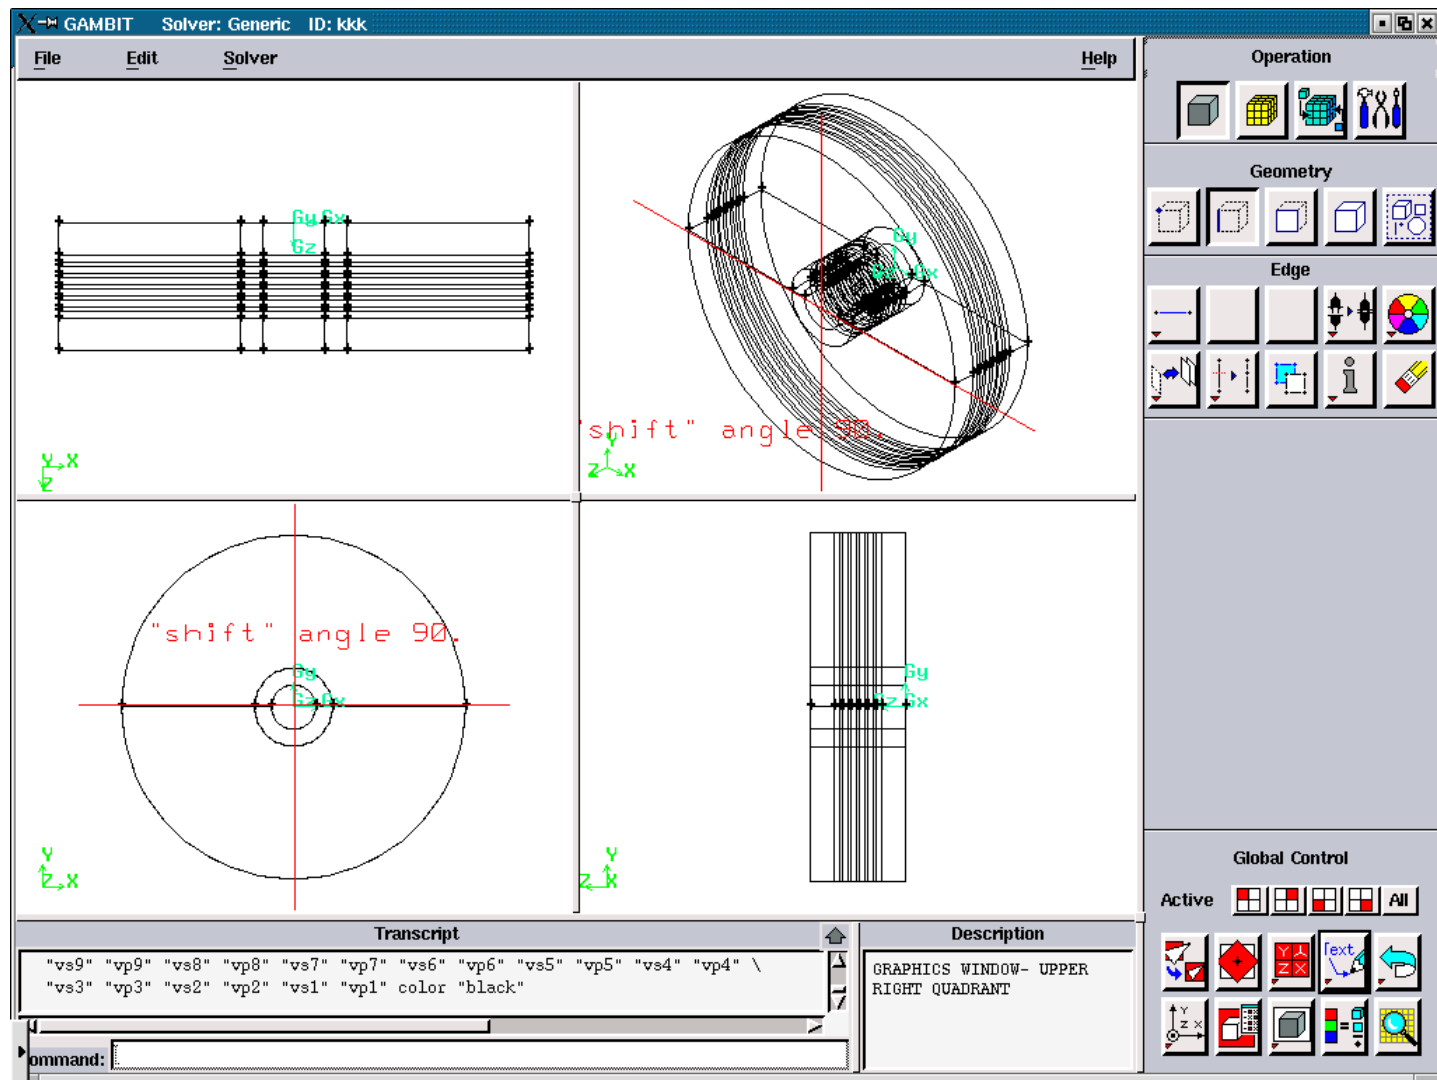 GAMBIT Solver: Generic ID: kkk
File Edit Solver Help
Operation
Geometry
Edge
Gy Gx
Gz
Y X
Z
Gy
Gx
"shift" angle 90.
Y
Z X
"shift" angle 90.
Gy
Gz Gx
Y
Z X
Gy
Gz Gx
Y
Z X
Global Control
Active All
Text
Y
Z X
Y
Z X
Transcript
"vs9" "vp9" "vs8" "vp8" "vs7" "vp7" "vs6" "vp6" "vs5" "vp5" "vs4" "vp4" \
"vs3" "vp3" "vs2" "vp2" "vs1" "vp1" color "black"
Description
GRAPHICS WINDOW- UPPER
RIGHT QUADRANT
ommand: